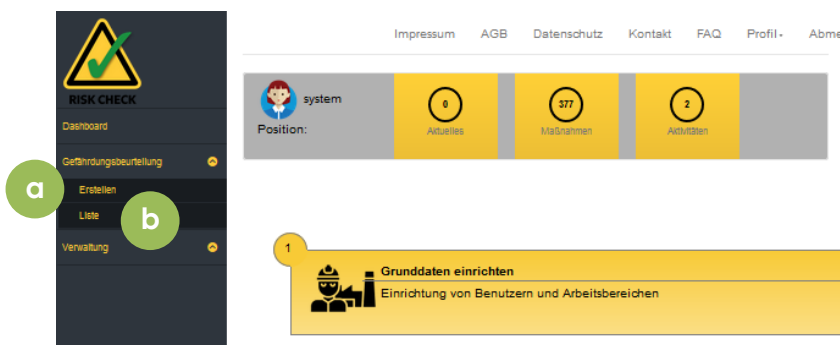 Impressum AGB Datenschutz Kontakt FAQ Profil Abme
RISK CHECK
Dashboard
Gefährdungsbeurteilung
a
Erstellen
Liste
b
Verwaltung
system
Position:
0
Aktuelles
377
Maßnahmen
2
Aktivitäten
1
Grunddaten einrichten
Einrichtung von Benutzern und Arbeitsbereichen